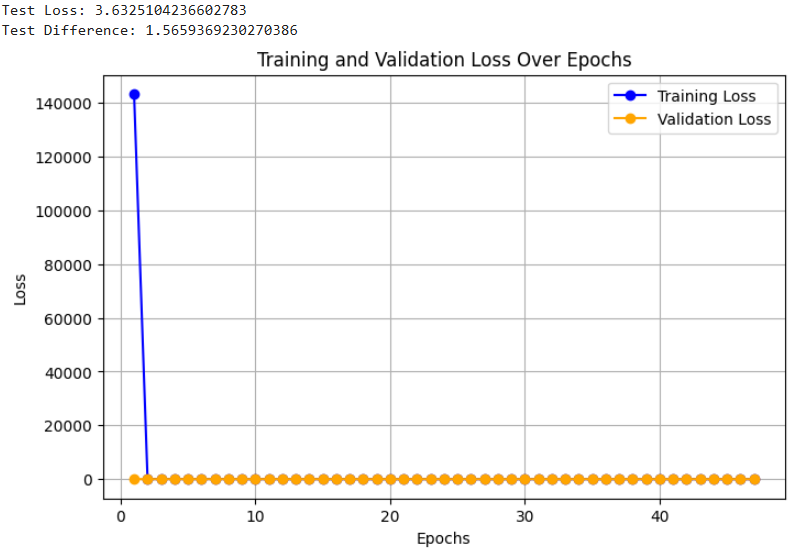 Test Loss: 3.6325104236602783
Test Difference: 1.5659369230270386
Training and Validation Loss Over Epochs
Training Loss
Validation Loss
140000
120000
100000
80000
60000
40000
20000
0
Loss
0 10 20 30 40
Epochs